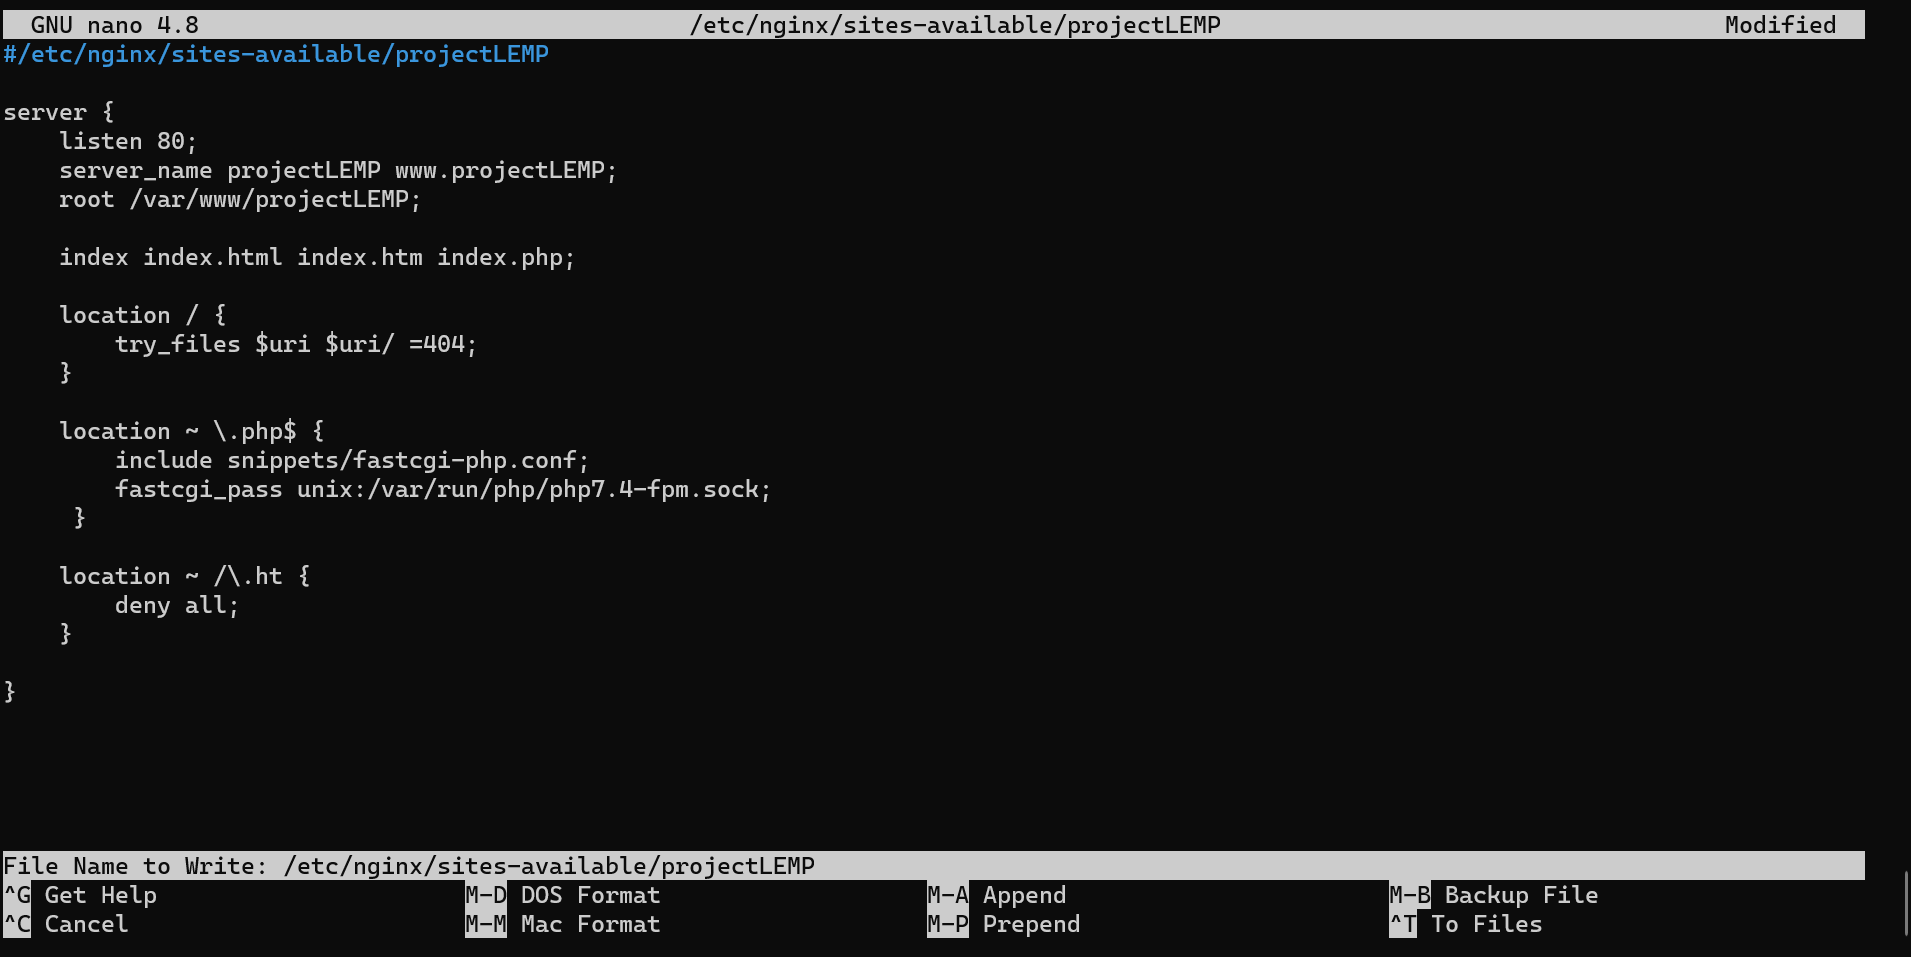 GNU nano 4.8 /etc/nginx/sites-available/projectLEMP Modified
#/etc/nginx/sites-available/projectLEMP
server {
    listen 80;
    server_name projectLEMP www.projectLEMP;
    root /var/www/projectLEMP;
    index index.html index.htm index.php;
    location / {
        try_files $uri $uri/ =404;
    }
    location ~ \.php$ {
        include snippets/fastcgi-php.conf;
        fastcgi_pass unix:/var/run/php/php7.4-fpm.sock;
     }
    location ~ /\.ht {
        deny all;
    }
}
File Name to Write: /etc/nginx/sites-available/projectLEMP
^G Get Help M-D DOS Format M-A Append M-B Backup File
^C Cancel M-M Mac Format M-P Prepend ^T To Files